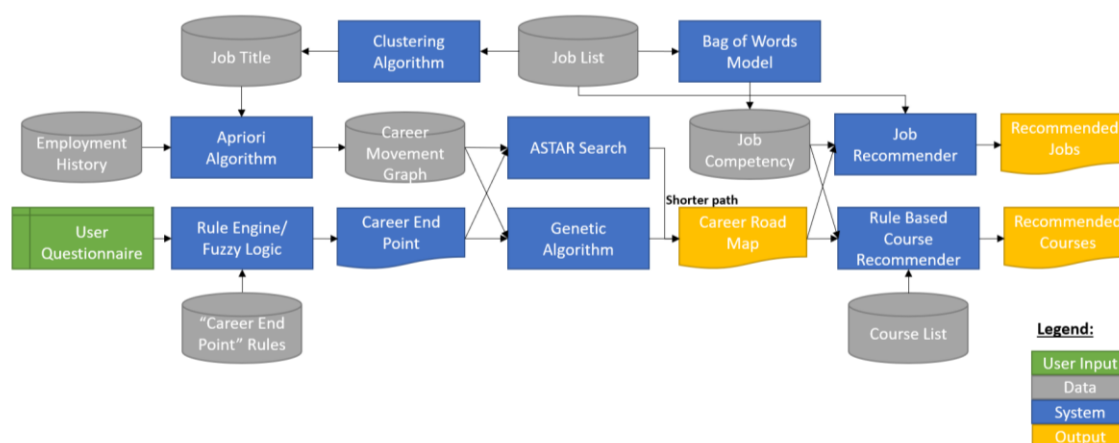 Job Title
Clustering
Algorithm
Job List
Bag of Words
Model
Employment
History
Apriori
Algorithm
Career
Movement
Graph
ASTAR Search
Job
Competency
Job
Recommender
Recommended
Jobs
User
Questionnaire
Rule Engine/
Fuzzy Logic
Career End
Point
Genetic
Algorithm
Shorter path
Career Road
Map
Rule Based
Course
Recommender
Recommended
Courses
“Career End
Point” Rules
Course List
Legend:
User Input
Data
System
Output